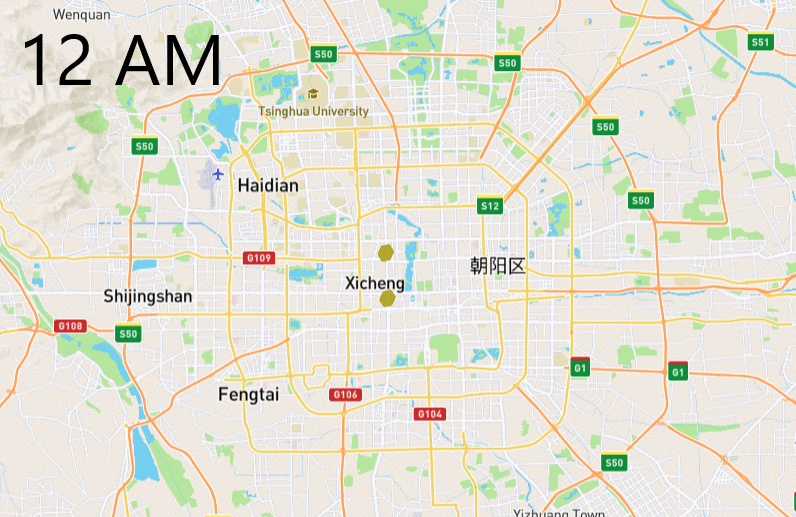 Wenquan
12 AM
S50
S50
S51
Tsinghua University
S50
S50
Haidian
S12
S50
G109
朝阳区
Xicheng
Shijingshan
G108
S50
G1
G1
Fengtai
G106
G104
S50
Yizhuang Town